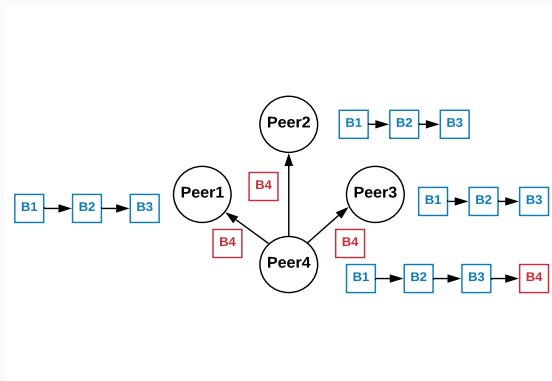 Peer2
B1 B2 B3
B4
Peer1
Peer3
B1 B2 B3
B1 B2 B3
B4
B4
Peer4
B1 B2 B3 B4